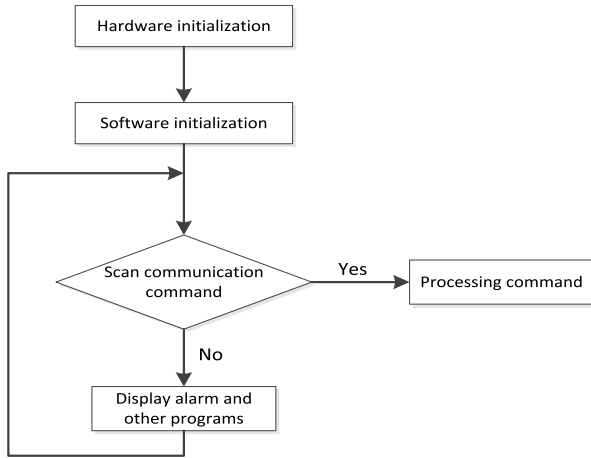 Hardware initialization
Software initialization
Scan communication
command
Yes
Processing command
No
Display alarm and
other programs